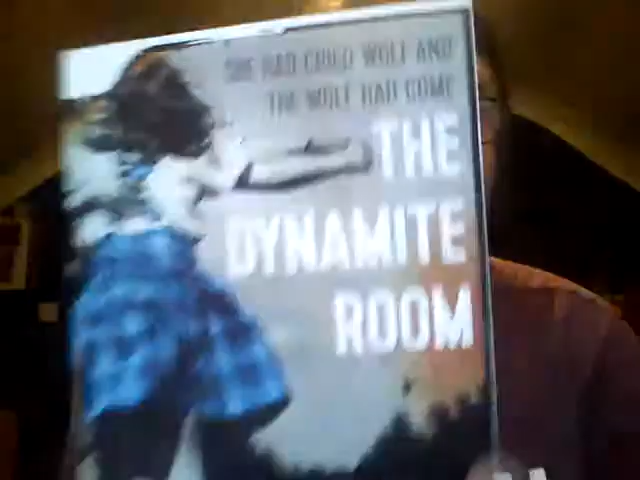 SHE HAD CRIED WOLF AND
THE WOLF HAD COME
THE
DYNAMITE
ROOM